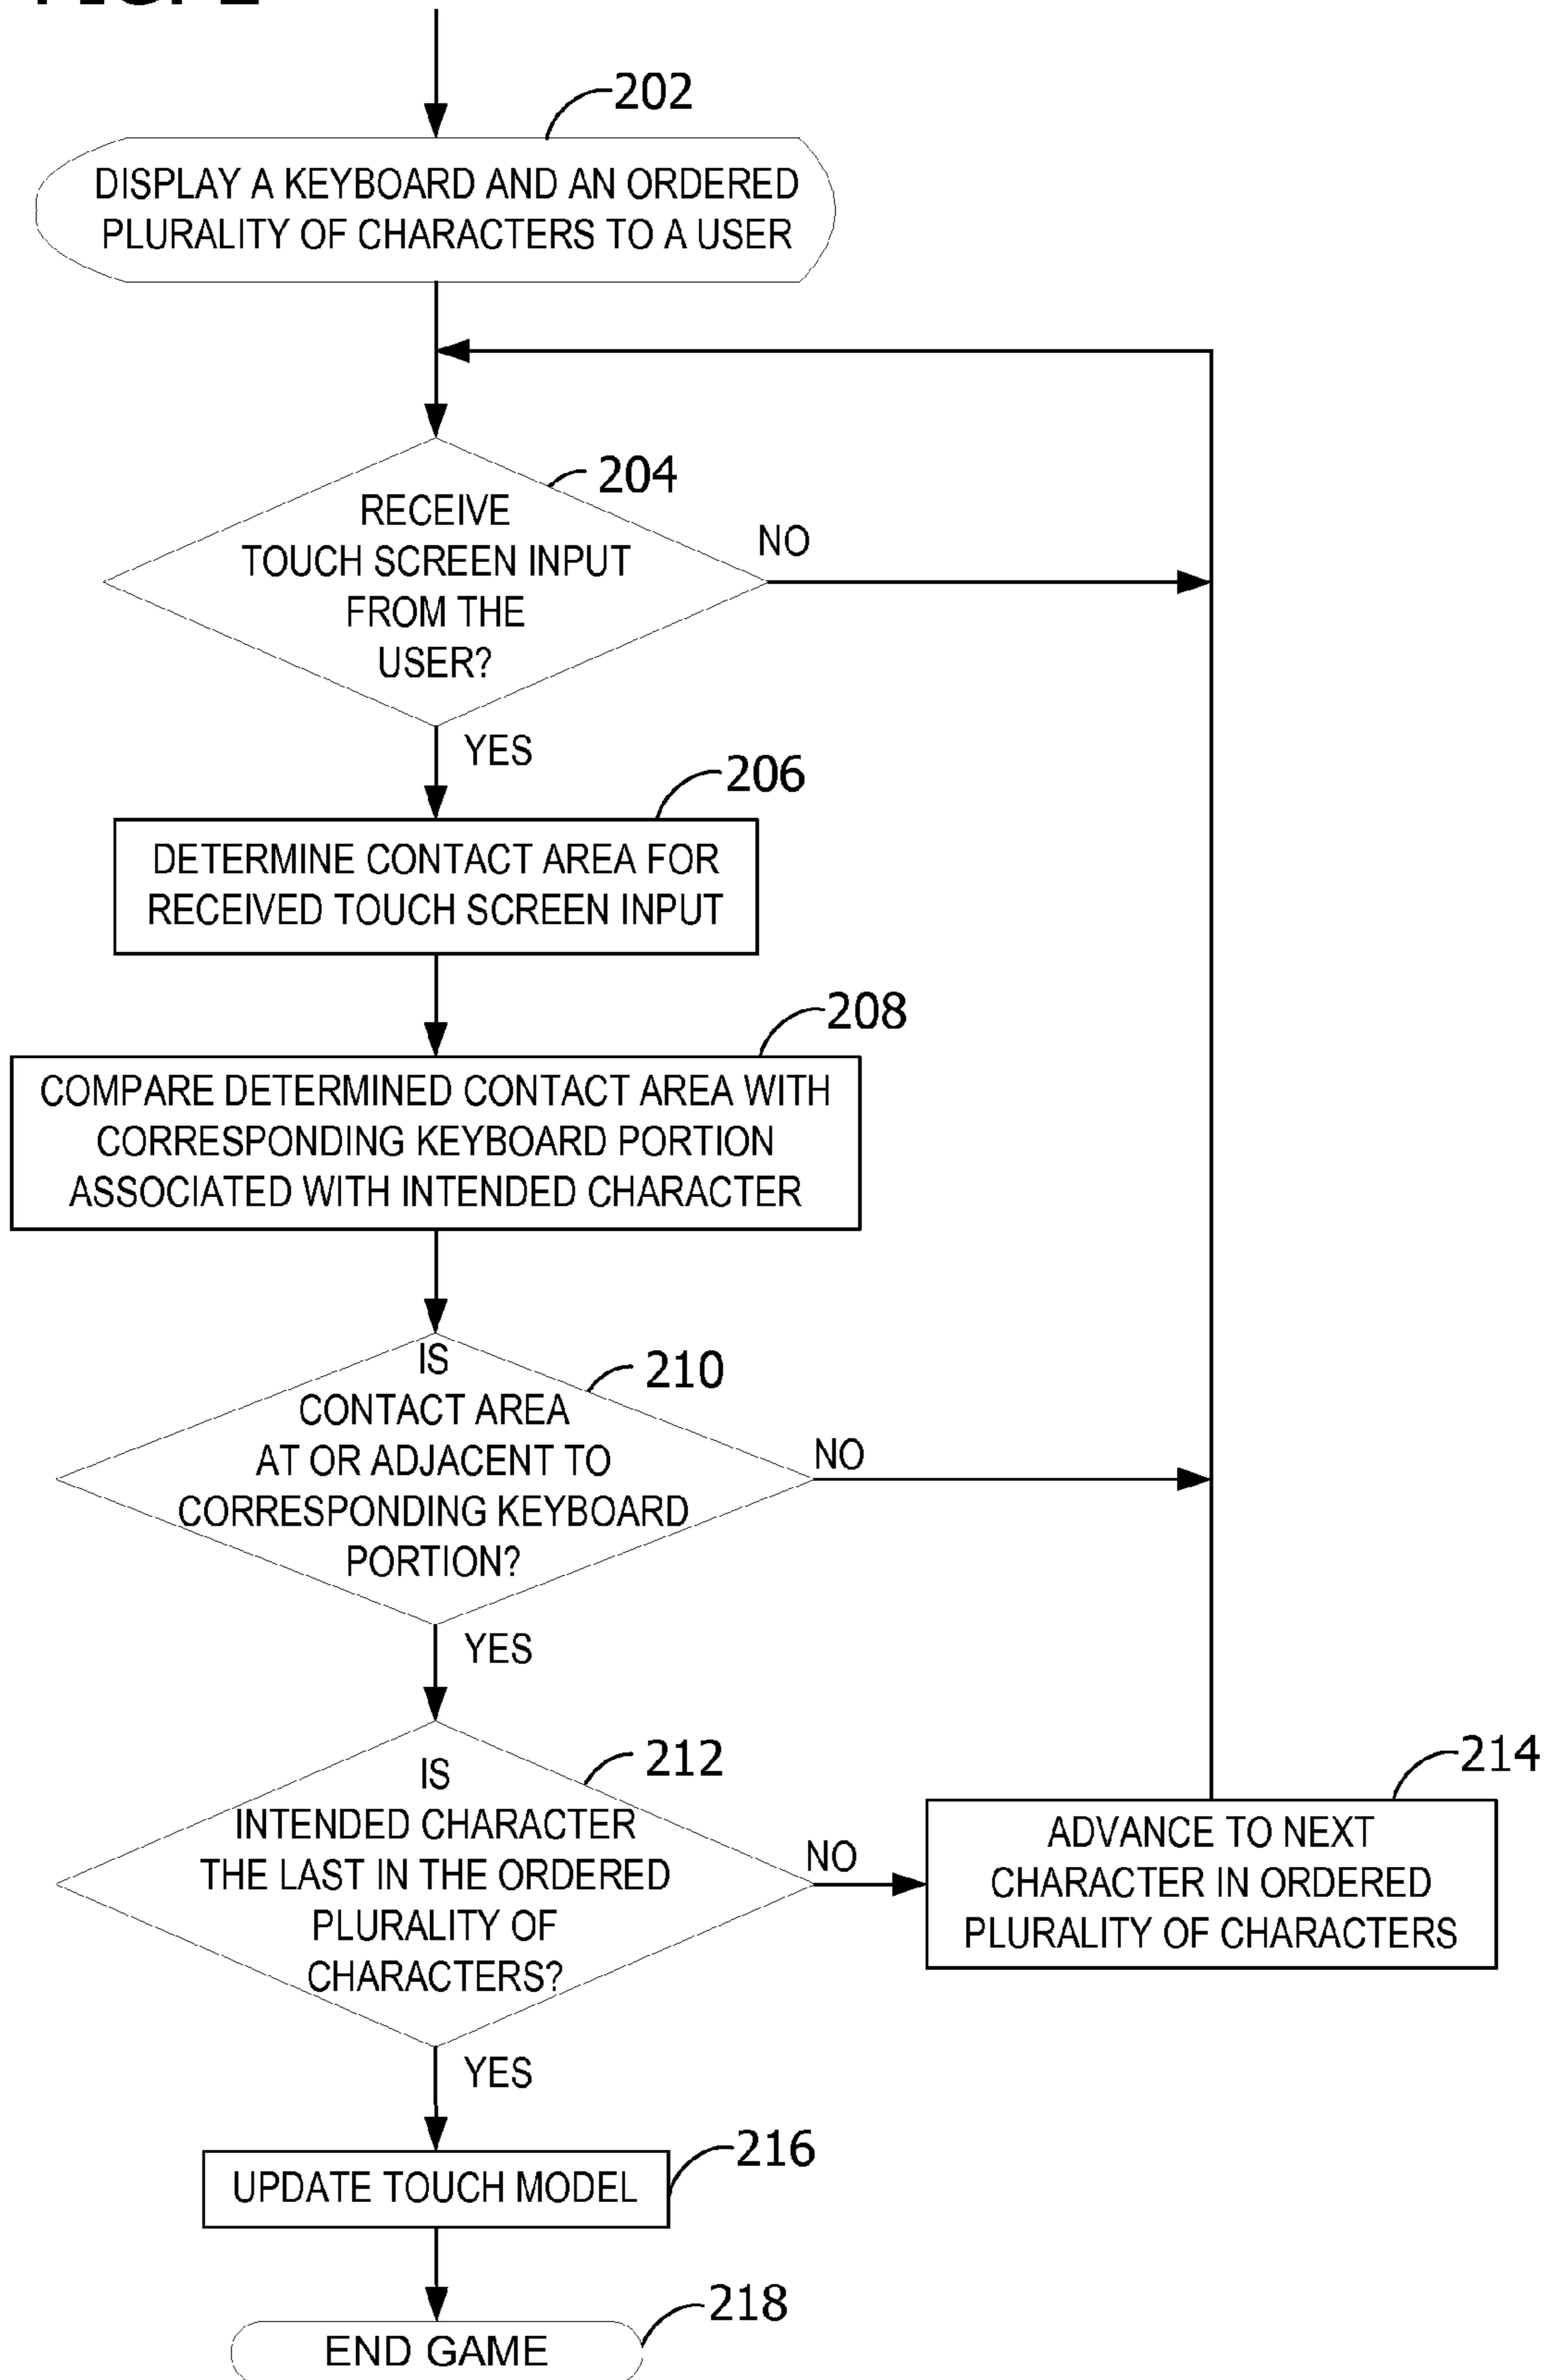 202
DISPLAY A KEYBOARD AND AN ORDERED
PLURALITY OF CHARACTERS TO A USER
204
RECEIVE
TOUCH SCREEN INPUT
FROM THE
USER?
NO
YES
206
DETERMINE CONTACT AREA FOR
RECEIVED TOUCH SCREEN INPUT
208
COMPARE DETERMINED CONTACT AREA WITH
CORRESPONDING KEYBOARD PORTION
ASSOCIATED WITH INTENDED CHARACTER
210
IS
CONTACT AREA
AT OR ADJACENT TO
CORRESPONDING KEYBOARD
PORTION?
NO
YES
212
IS
INTENDED CHARACTER
THE LAST IN THE ORDERED
PLURALITY OF
CHARACTERS?
NO
214
ADVANCE TO NEXT
CHARACTER IN ORDERED
PLURALITY OF CHARACTERS
YES
216
UPDATE TOUCH MODEL
218
END GAME